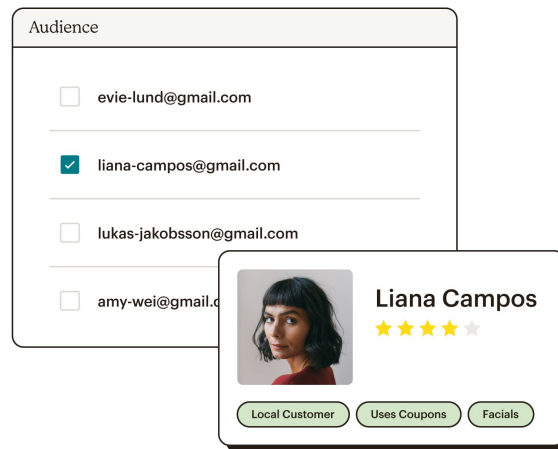 Audience
evie-lund@gmail.com
liana-campos@gmail.com
lukas-jakobsson@gmail.com
amy-wei@gmail.c
Liana Campos
Local Customer
Uses Coupons
Facials